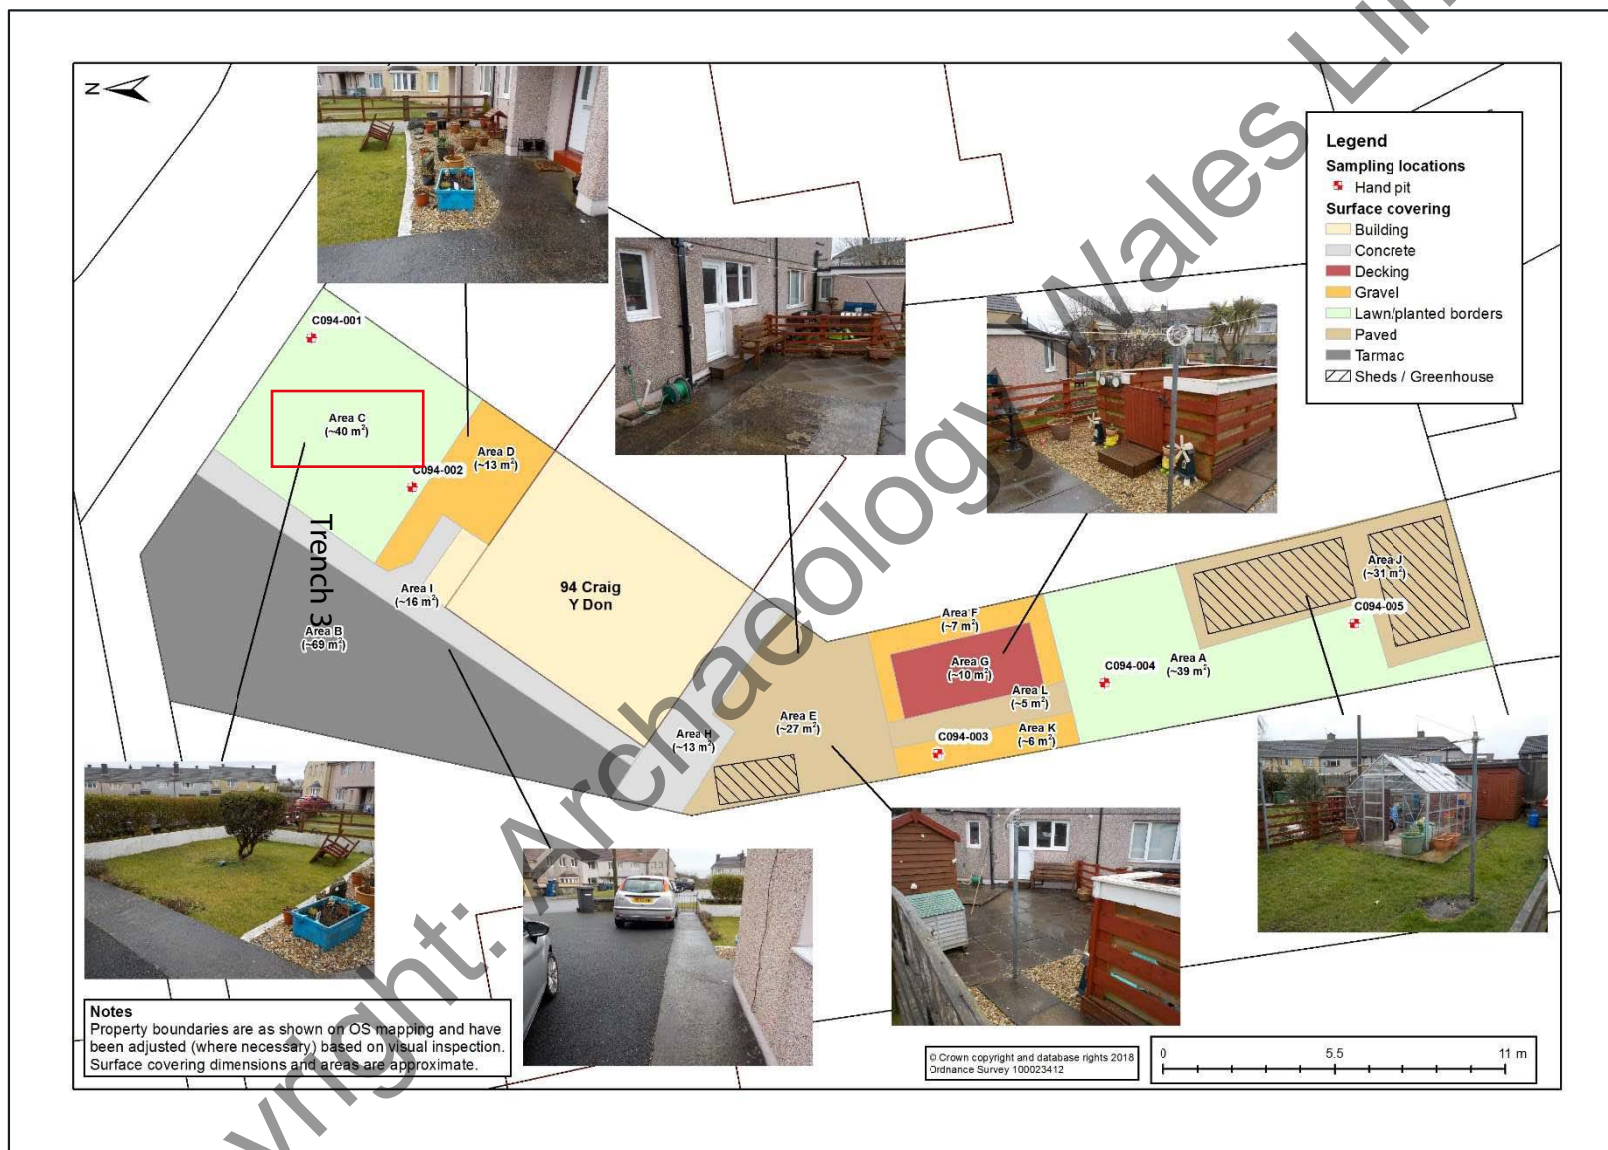 N
Legend
Sampling locations
Hand pit
Surface covering
Building
Concrete
Decking
Gravel
Lawn/planted borders
Paved
Tarmac
Sheds / Greenhouse
C094-001
Area C
(~40 m²)
C094-002
Area D
(~13 m²)
Trench 3
Area I
(~16 m²)
Area B
(~69 m²)
94 Craig
Y Don
Area H
(~13 m²)
Area E
(~27 m²)
Area F
(~7 m²)
Area G
(~10 m²)
Area L
(~5 m²)
Area K
(~6 m²)
C094-003
C094-004
Area A
(~39 m²)
Area J
(~31 m²)
C094-005
Notes
Property boundaries are as shown on OS mapping and have
been adjusted (where necessary) based on visual inspection.
Surface covering dimensions and areas are approximate.
© Crown copyright and database rights 2018
Ordnance Survey 100023412
0 5.5 11 m
vright: Archaeology Wales Lim